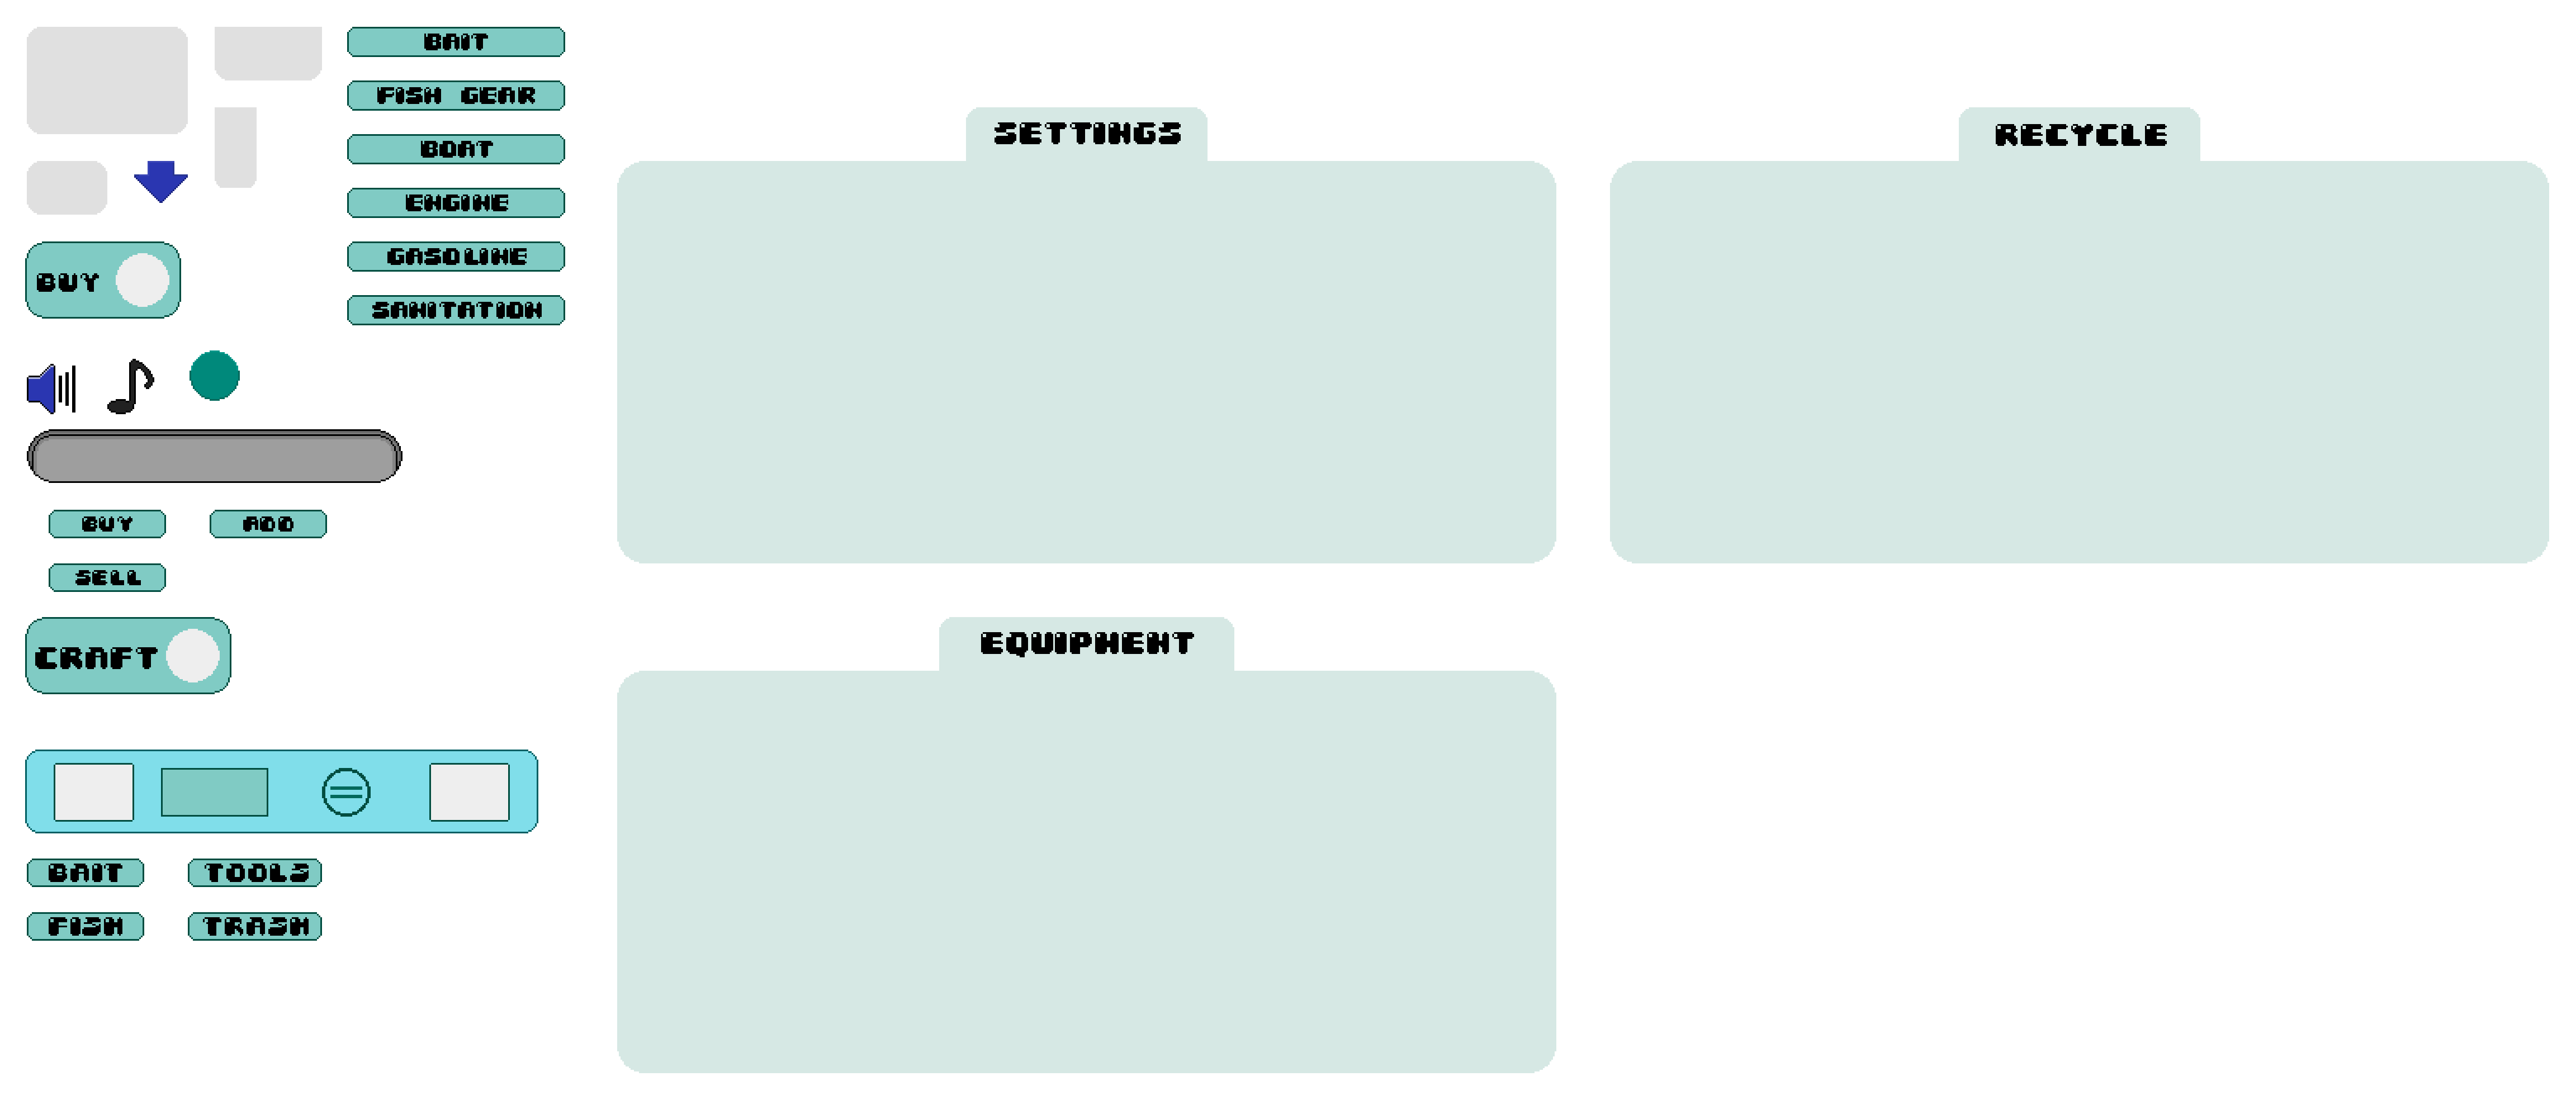 BAIT
FISH GEAR
BOAT
ENGINE
GASOLINE
SANITATION
BUY
BUY
ADD
SELL
CRAFT
BAIT
TOOLS
FISH
TRASH
SETTINGS
RECYCLE
EQUIPMENT